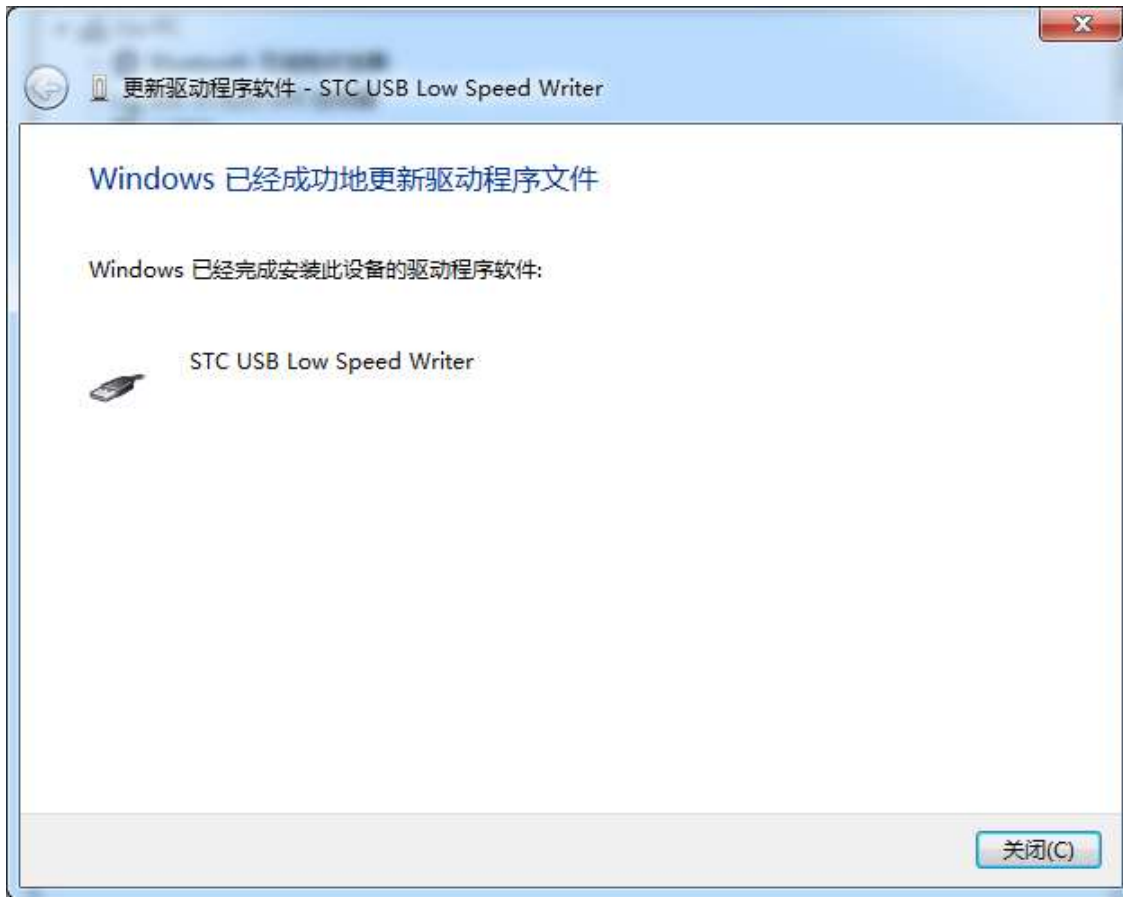 更新驱动程序软件 - STC USB Low Speed Writer
Windows 已经成功地更新驱动程序文件
Windows 已经完成安装此设备的驱动程序软件:
STC USB Low Speed Writer
关闭(C)